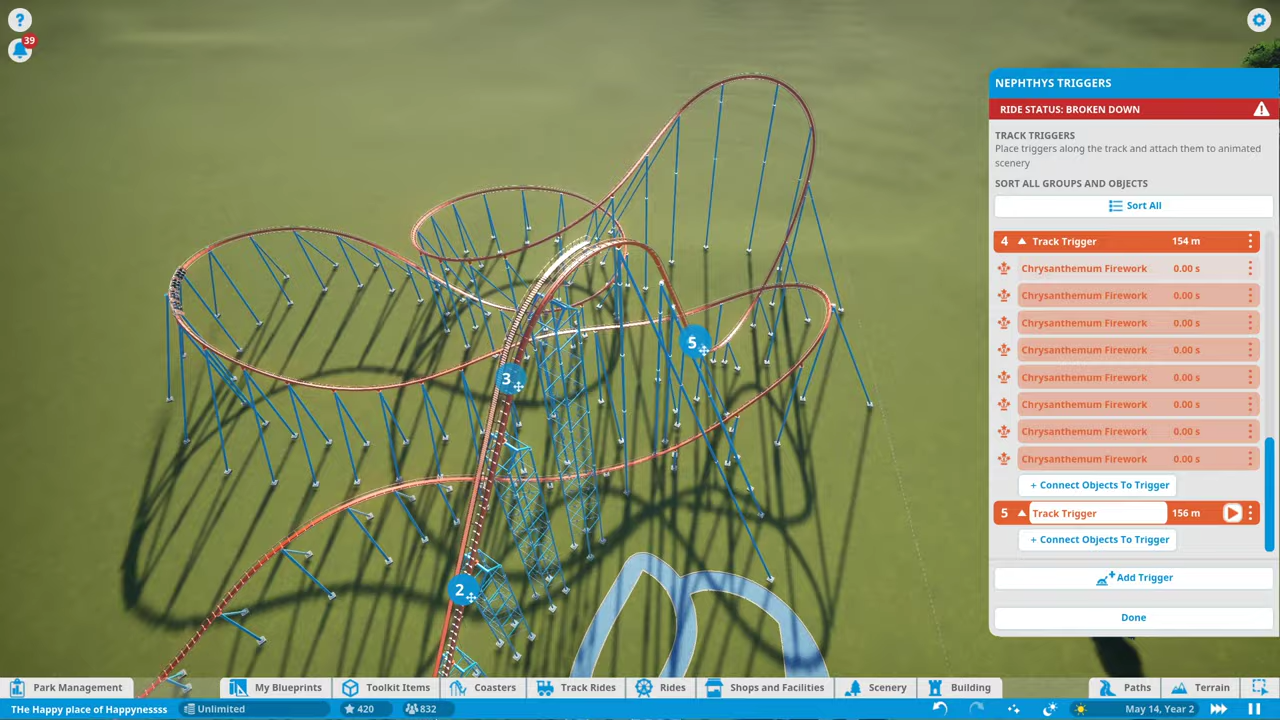 ?
39
NEPHTHYS TRIGGERS
RIDE STATUS: BROKEN DOWN
TRACK TRIGGERS
Place triggers along the track and attach them to animated
scenery
SORT ALL GROUPS AND OBJECTS
Sort All
4 Track Trigger 154 m
Chrysanthemum Firework 0.00 s
Chrysanthemum Firework 0.00 s
Chrysanthemum Firework 0.00 s
Chrysanthemum Firework 0.00 s
Chrysanthemum Firework 0.00 s
Chrysanthemum Firework 0.00 s
Chrysanthemum Firework 0.00 s
Chrysanthemum Firework 0.00 s
+ Connect Objects To Trigger
5 Track Trigger 156 m
+ Connect Objects To Trigger
Add Trigger
Done
5
3
2
Park Management My Blueprints Toolkit Items Coasters Track Rides Rides Shops and Facilities Scenery Building Paths Terrain
The Happy place of Happynessss Unlimited 420 832 May 14, Year 2